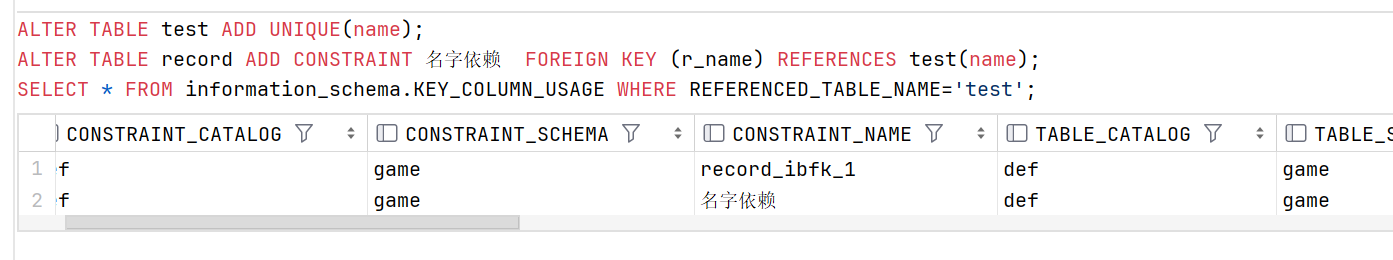 ALTER TABLE test ADD UNIQUE(name);
ALTER TABLE record ADD CONSTRAINT 名字依赖  FOREIGN KEY (r_name) REFERENCES test(name);
SELECT * FROM information_schema.KEY_COLUMN_USAGE WHERE REFERENCED_TABLE_NAME='test';
CONSTRAINT_CATALOG CONSTRAINT_SCHEMA CONSTRAINT_NAME TABLE_CATALOG TABLE_S
1 f game record_ibfk_1 def game
2 f game 名字依赖 def game